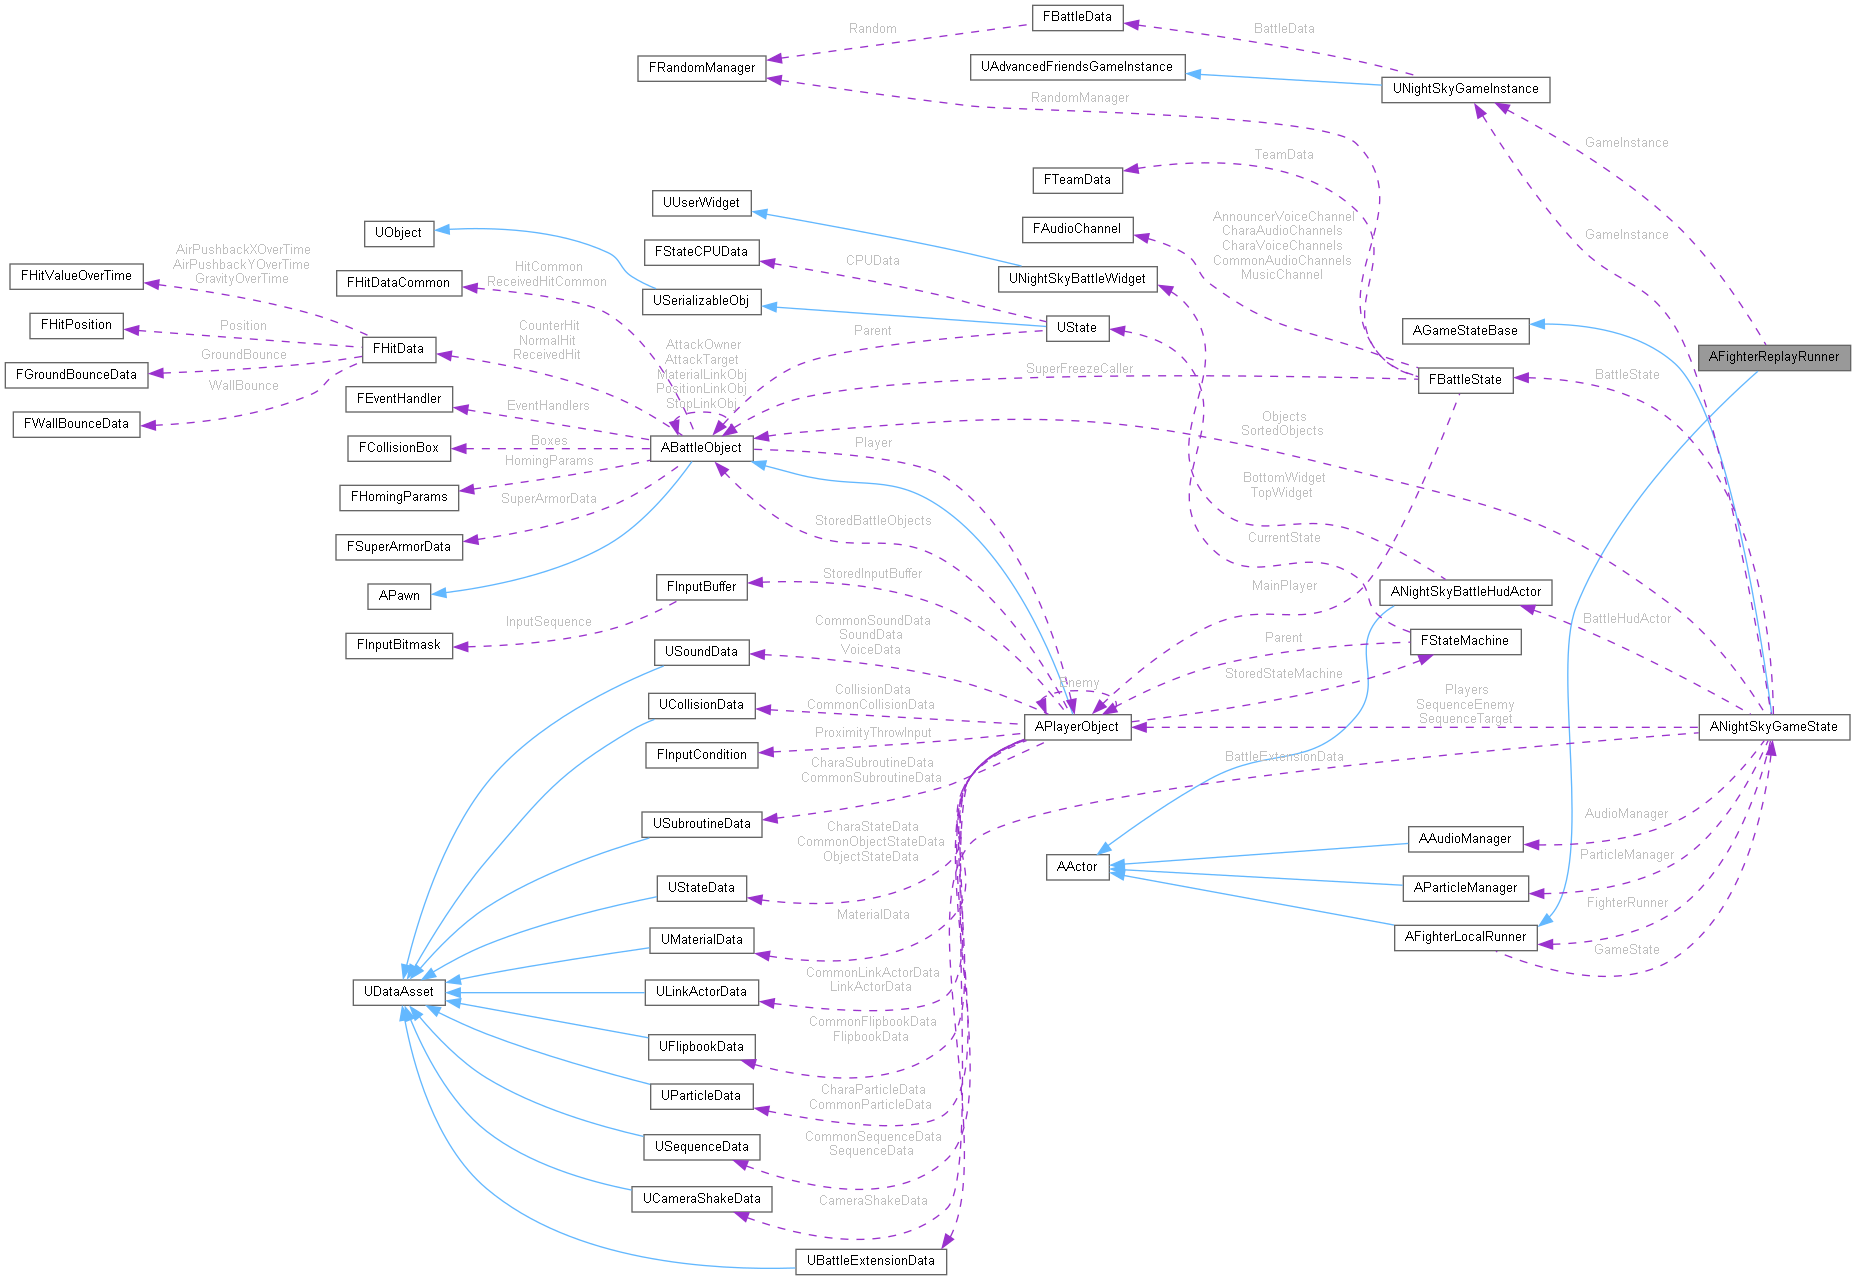 FBattleData
Random
BattleData
FRandomManager
UAdvancedFriendsGameInstance
UNightSkyGameInstance
RandomManager
GameInstance
TeamData
FTeamData
UUserWidget
AnnouncerVoiceChannel
CharaAudioChannels
CharaVoiceChannels
CommonAudioChannels
MusicChannel
FAudioChannel
UObject
GameInstance
FStateCPUData
CPUData
AirPushbackXOverTime
AirPushbackYOverTime
GravityOverTime
FHitValueOverTime
HitCommon
ReceivedHitCommon
FHitDataCommon
UNightSkyBattleWidget
USerializableObj
FHitPosition
Position
CounterHit
NormalHit
ReceivedHit
Parent
UState
AGameStateBase
FHitData
AttackOwner
AttackTarget
MaterialLinkObj
PositionLinkObj
StopLinkObj
AFighterReplayRunner
GroundBounce
FGroundBounceData
SuperFreezeCaller
FBattleState
BattleState
WallBounce
FWallBounceData
FEventHandler
EventHandlers
Objects
SortedObjects
FCollisionBox
Boxes
ABattleObject
Player
HomingParams
BottomWidget
TopWidget
FHomingParams
SuperArmorData
StoredBattleObjects
CurrentState
FSuperArmorData
StoredInputBuffer
FInputBuffer
MainPlayer
APawn
ANightSkyBattleHudActor
InputSequence
CommonSoundData
SoundData
VoiceData
BattleHudActor
FInputBitmask
USoundData
Parent
FStateMachine
StoredStateMachine
Enemy
CollisionData
CommonCollisionData
UCollisionData
Players
SequenceEnemy
SequenceTarget
APlayerObject
ANightSkyGameState
ProximityThrowInput
FInputCondition
CharaSubroutineData
CommonSubroutineData
BattleExtensionData
USubroutineData
AudioManager
CharaStateData
CommonObjectStateData
ObjectStateData
AAudioManager
ParticleManager
AActor
UStateData
AParticleManager
MaterialData
FighterRunner
UMaterialData
AFighterLocalRunner
GameState
CommonLinkActorData
LinkActorData
UDataAsset
ULinkActorData
CommonFlipbookData
FlipbookData
UFlipbookData
CharaParticleData
CommonParticleData
UParticleData
CommonSequenceData
SequenceData
USequenceData
CameraShakeData
UCameraShakeData
UBattleExtensionData